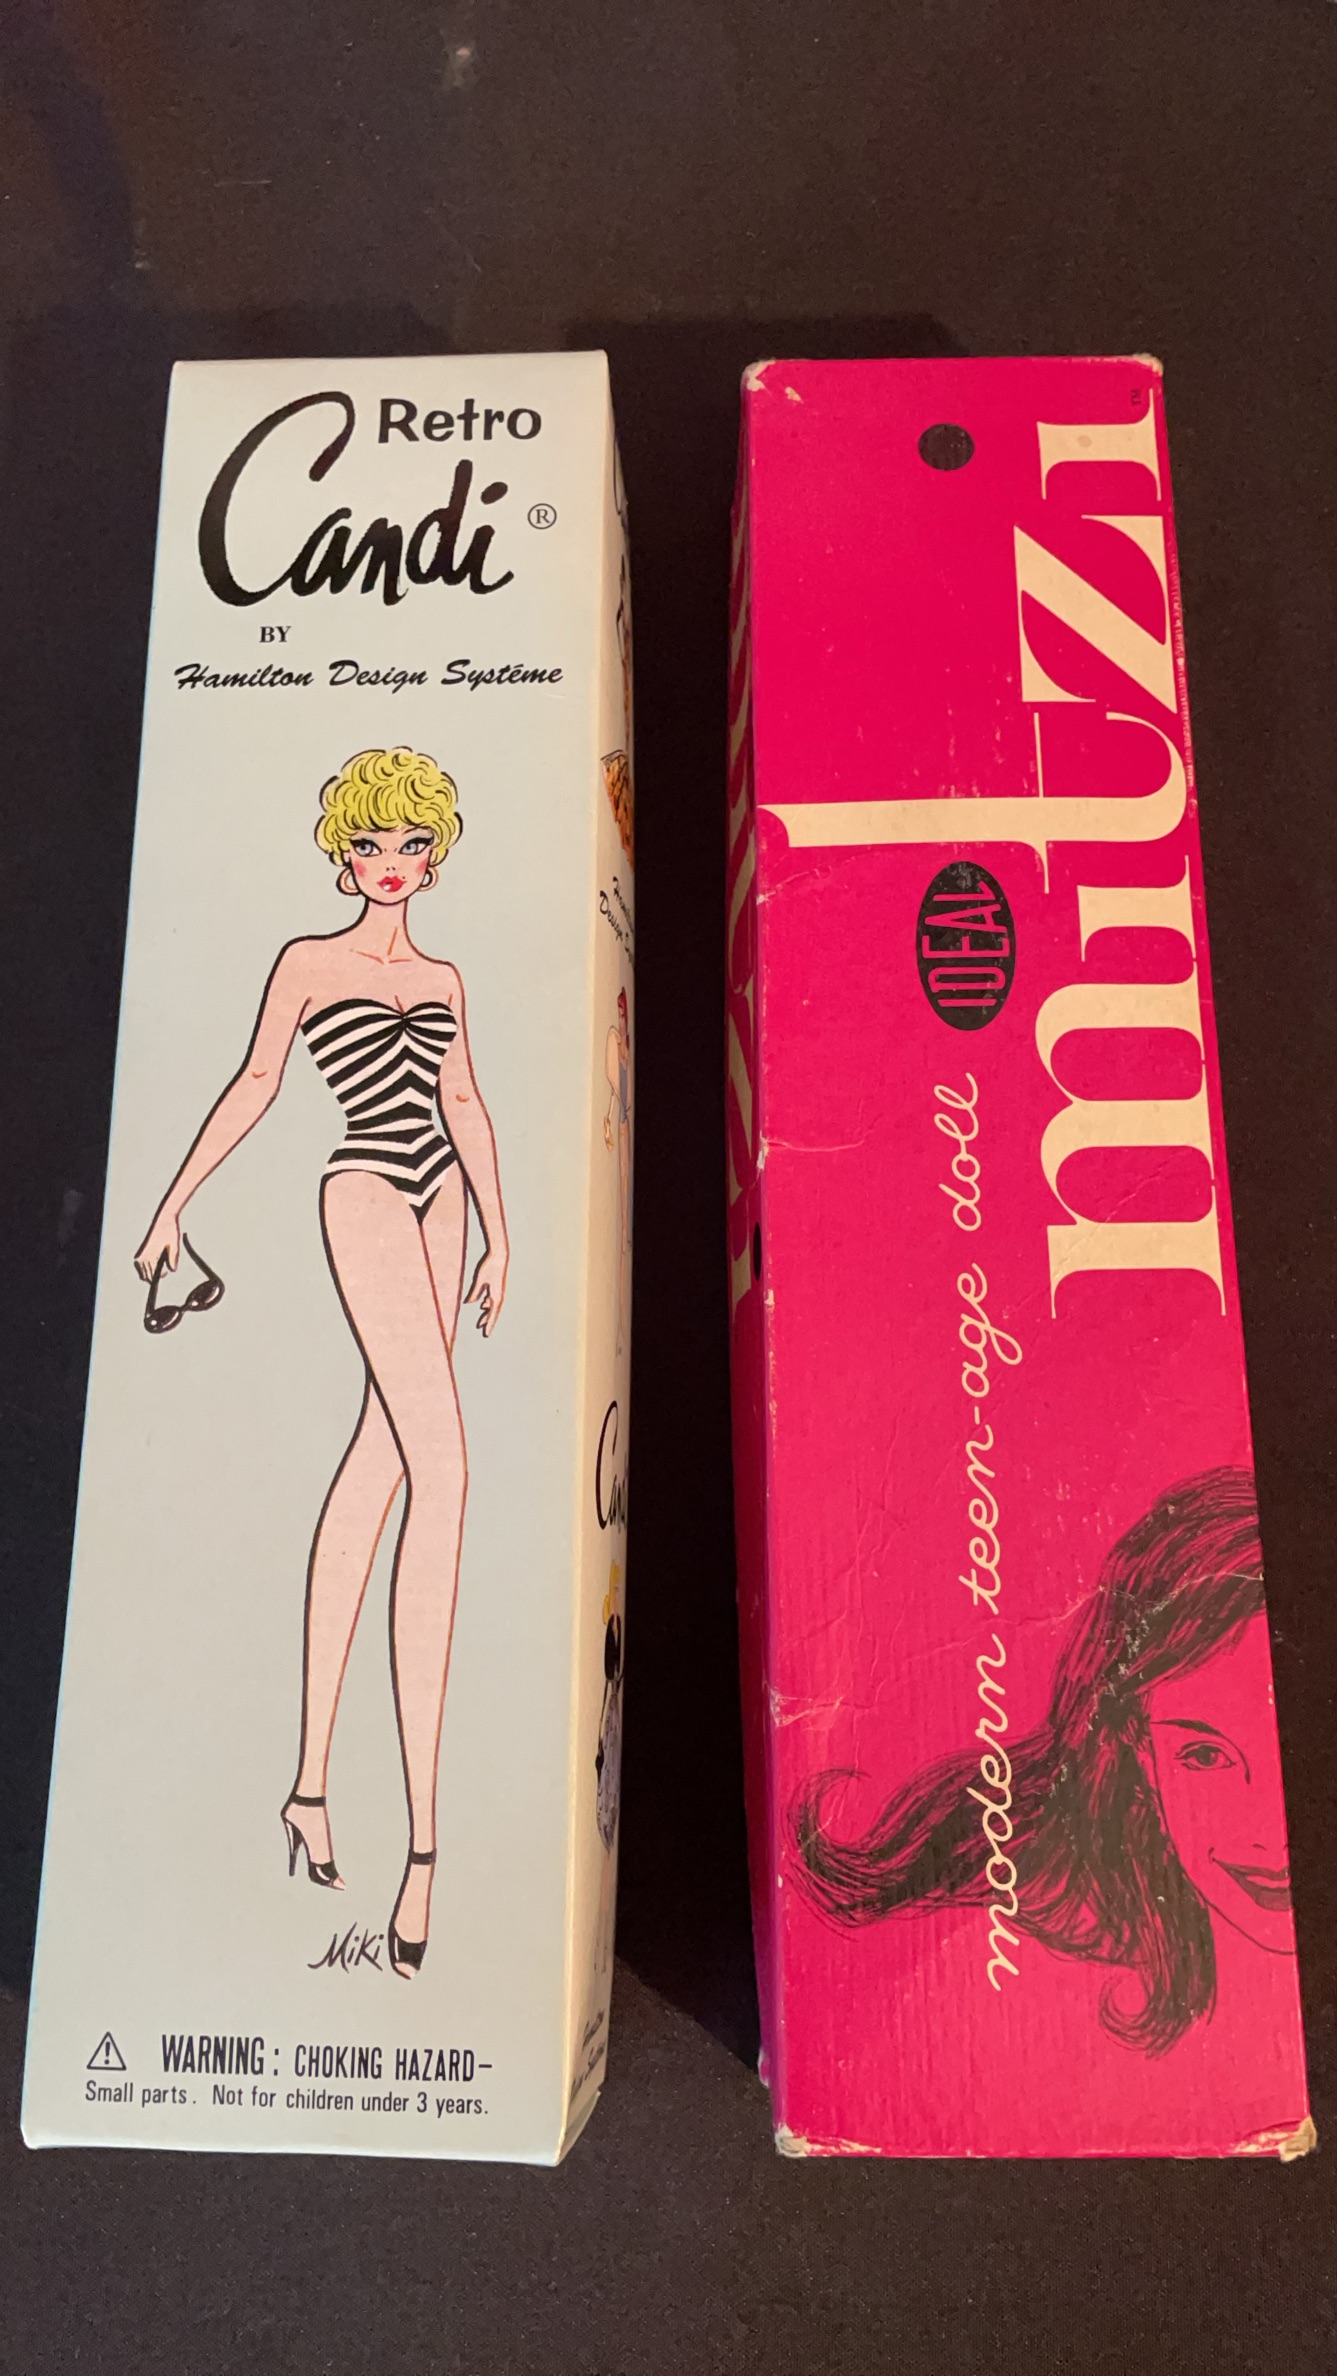 Retro
Candi ®
BY
Hamilton Design Systéme
Miki
WARNING: CHOKING HAZARD-
Small parts. Not for children under 3 years.
mitzi
TM
IDEAL
modern teen-age doll